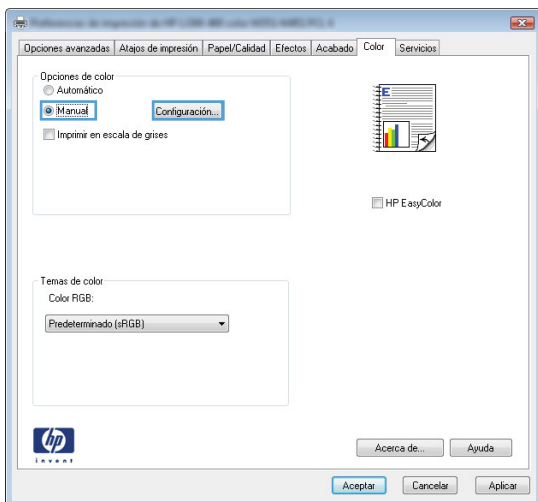 Opciones avanzadas Atajos de impresión Papel/Calidad Efectos Acabado Color Servicios
Opciones de color
Automático
Manual Configuración...
Imprimir en escala de grises
E
HP EasyColor
Temas de color
Color RGB:
Predeterminado (sRGB)
hp
invent
Acerca de... Ayuda
Aceptar Cancelar Aplicar